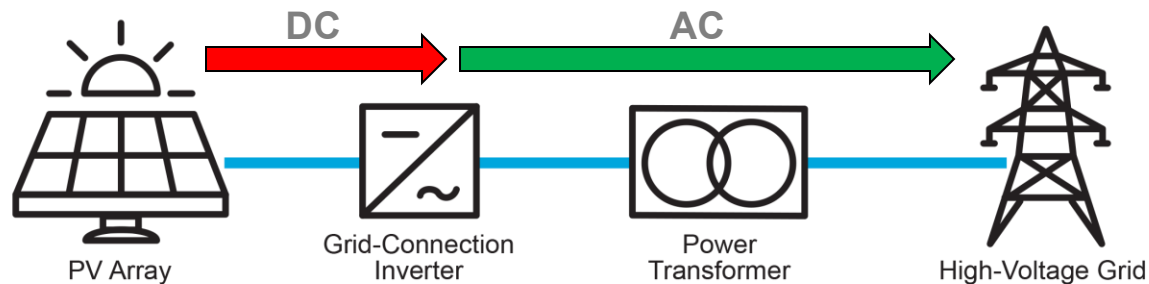 DC
AC
PV Array
Grid-Connection
Inverter
Power
Transformer
High-Voltage Grid